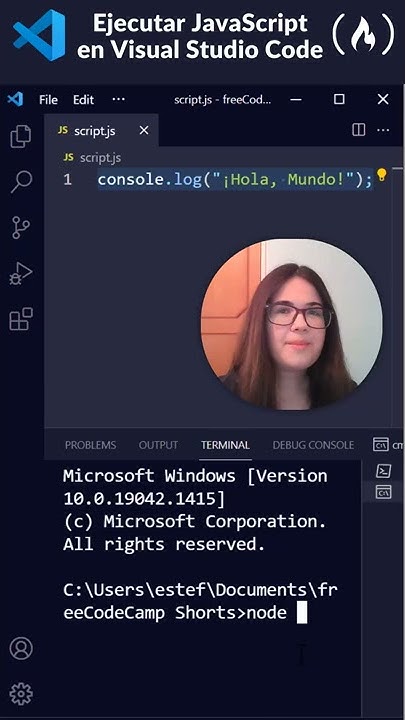 Ejecutar JavaScript
en Visual Studio Code
File Edit ··· script.js - freeCod...
JS script.js
JS script.js
1 console.log("¡Hola, Mundo!");
PROBLEMS OUTPUT TERMINAL DEBUG CONSOLE
Microsoft Windows [Version
10.0.19042.1415]
(c) Microsoft Corporation.
All rights reserved.
C:\Users\estef\Documents\fr
eeCodeCamp Shorts>node